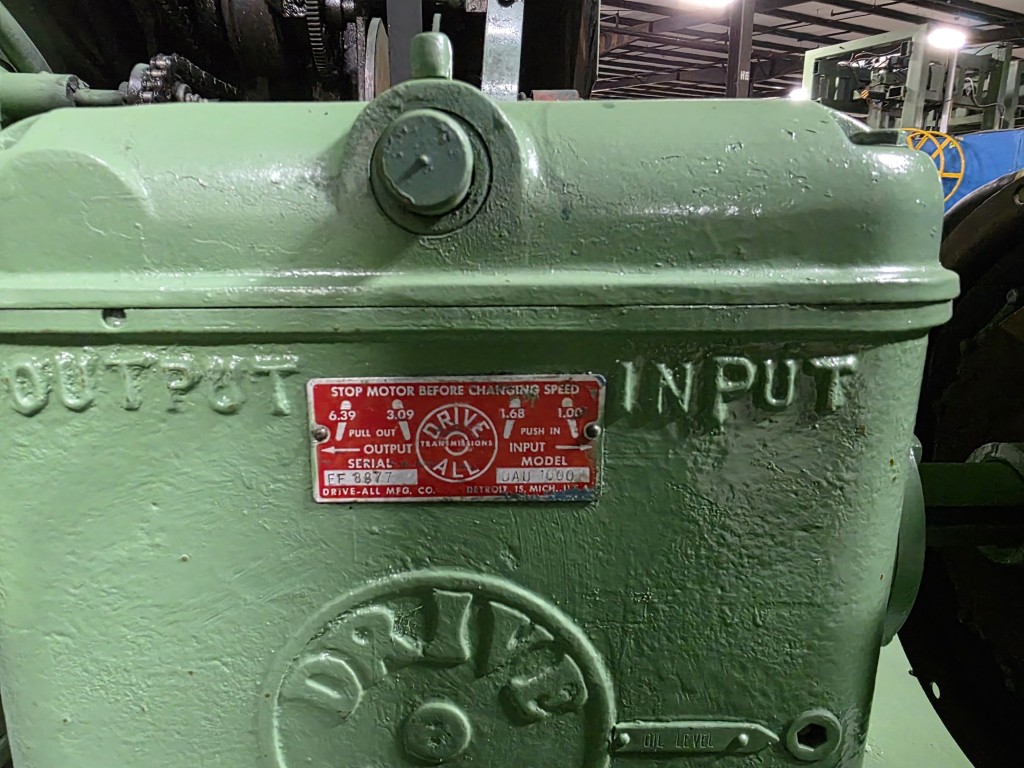 OUTPUT INPUT
STOP MOTOR BEFORE CHANGING SPEED
6.39 3.09 1.68 1.00
PULL OUT PUSH IN
DRIVE
TRANSMISSIONS
ALL
OUTPUT INPUT
SERIAL MODEL
FF 8877
DRIVE-ALL MFG. CO. DETROIT, 15, MICH., U.S.A.
DRIVE
OIL LEVEL